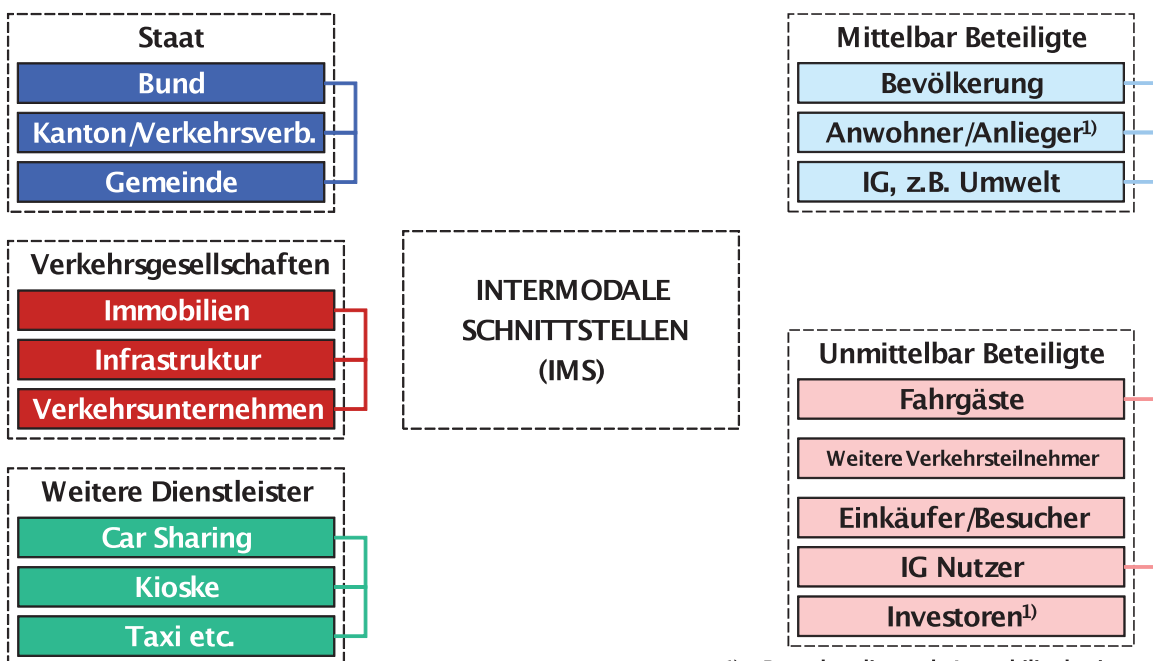 Staat
Bund
Kanton/Verkehrsverb.
Gemeinde
Verkehrsgesellschaften
Immobilien
Infrastruktur
Verkehrsunternehmen
Weitere Dienstleister
Car Sharing
Kioske
Taxi etc.
INTERMODALE
SCHNITTSTELLEN
(IMS)
Mittelbar Beteiligte
Bevölkerung
Anwohner/Anlieger¹⁾
IG, z.B. Umwelt
Unmittelbar Beteiligte
Fahrgäste
Weitere Verkehrsteilnehmer
Einkäufer/Besucher
IG Nutzer
Investoren¹⁾